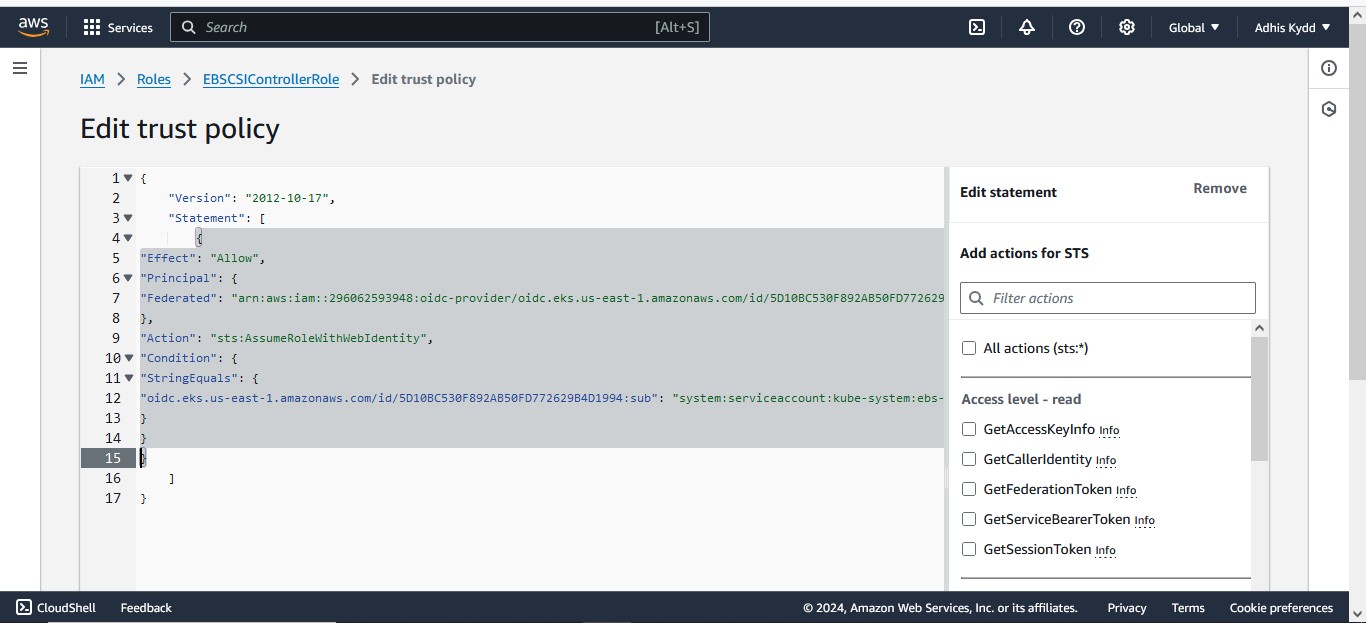 aws
Services
Search
[Alt+S]
Global
Adhis Kydd
IAM > Roles > EBSCSIControllerRole > Edit trust policy
Edit trust policy
1 {
2 "Version": "2012-10-17",
3 "Statement": [
4 {
5 "Effect": "Allow",
6 "Principal": {
7 "Federated": "arn:aws:iam::296062593948:oidc-provider/oidc.eks.us-east-1.amazonaws.com/id/5D10BC530F892AB50FD772629
8 },
9 "Action": "sts:AssumeRoleWithWebIdentity",
10 "Condition": {
11 "StringEquals": {
12 "oidc.eks.us-east-1.amazonaws.com/id/5D10BC530F892AB50FD772629B4D1994:sub": "system:serviceaccount:kube-system:ebs-
13 }
14 }
15 }
16 ]
17 }
Edit statement
Remove
Add actions for STS
Filter actions
All actions (sts:*)
Access level - read
GetAccessKeyInfo Info
GetCallerIdentity Info
GetFederationToken Info
GetServiceBearerToken Info
GetSessionToken Info
CloudShell
Feedback
© 2024, Amazon Web Services, Inc. or its affiliates.
Privacy
Terms
Cookie preferences